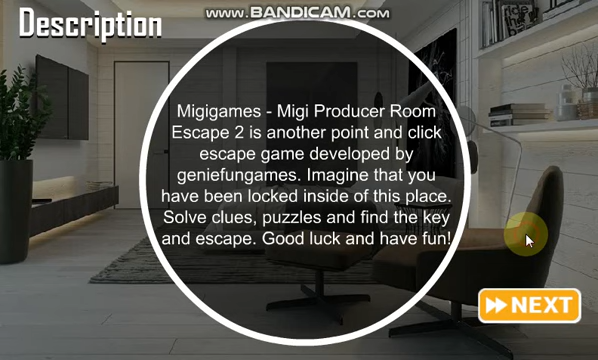 www.BANDICAM.com
Description
Migigames - Migi Producer Room
Escape 2 is another point and click
escape game developed by
geniefungames. Imagine that you
have been locked inside of this place.
Solve clues, puzzles and find the key
and escape. Good luck and have fun!
NEXT